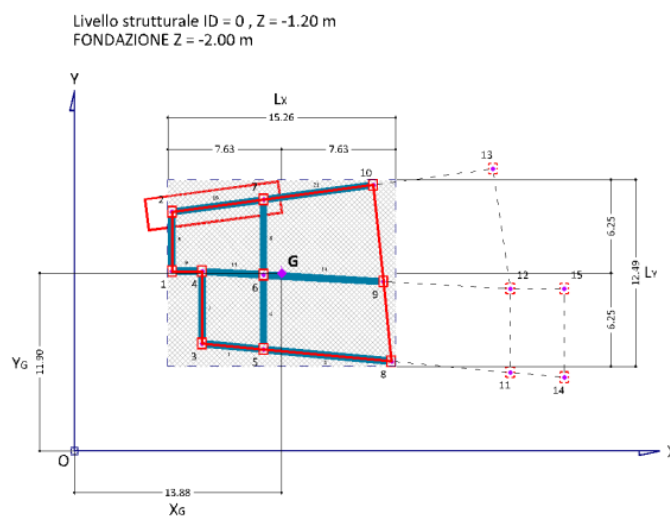 Livello strutturale ID = 0 , Z = -1.20 m
FONDAZIONE Z = -2.00 m
Y
Lx
15.26
7.63 7.63
13
10
7
2
6.25
G
12 15
12.49
Ly
1 4 6
9
6.25
YG
11.90
3
5
8
11
14
O
X
13.88
XG